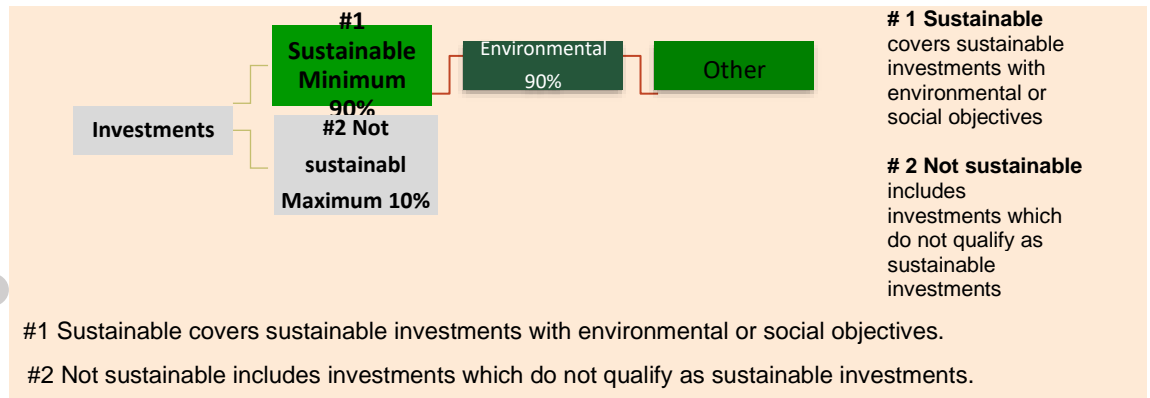 #1
Sustainable
Minimum
90%
Investments
#2 Not
sustainabl
Maximum 10%
Environmental
90%
Other
# 1 Sustainable
covers sustainable
investments with
environmental or
social objectives
# 2 Not sustainable
includes
investments which
do not qualify as
sustainable
investments
#1 Sustainable covers sustainable investments with environmental or social objectives.
#2 Not sustainable includes investments which do not qualify as sustainable investments.